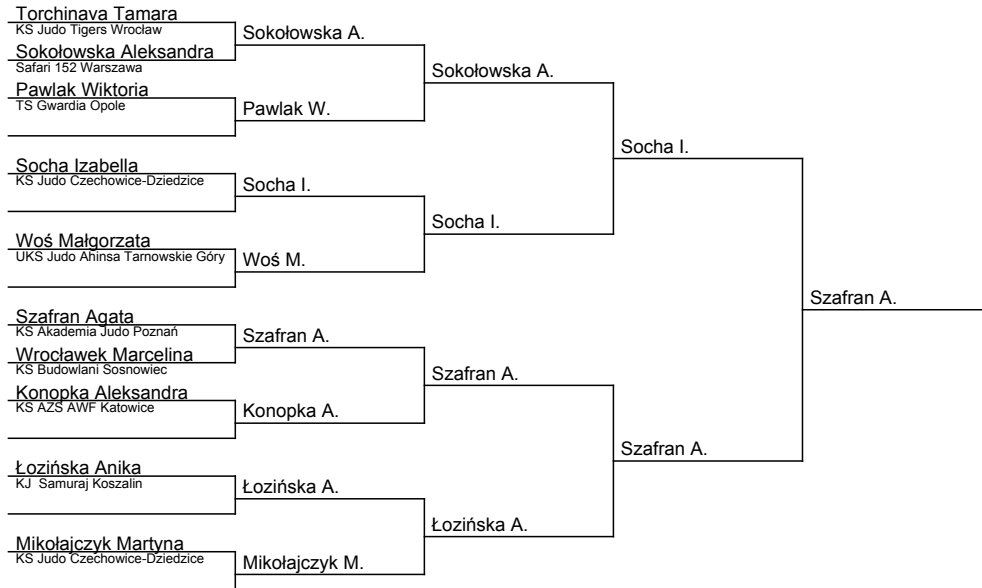 Torchinava Tamara
KS Judo Tigers Wrocław
Sokołowska Aleksandra
Safari 152 Warszawa
Pawlak Wiktoria
TS Gwardia Opole
Socha Izabella
KS Judo Czechowice-Dziedzice
Woś Małgorzata
UKS Judo Ahinsa Tarnowskie Góry
Szafran Agata
KS Akademia Judo Poznań
Wrocławek Marcelina
KS Budowlani Sosnowiec
Konopka Aleksandra
KS AZS AWF Katowice
Łozińska Anika
KJ  Samuraj Koszalin
Mikołajczyk Martyna
KS Judo Czechowice-Dziedzice
Sokołowska A.
Pawlak W.
Socha I.
Woś M.
Szafran A.
Konopka A.
Łozińska A.
Mikołajczyk M.
Sokołowska A.
Socha I.
Szafran A.
Łozińska A.
Socha I.
Szafran A.
Szafran A.